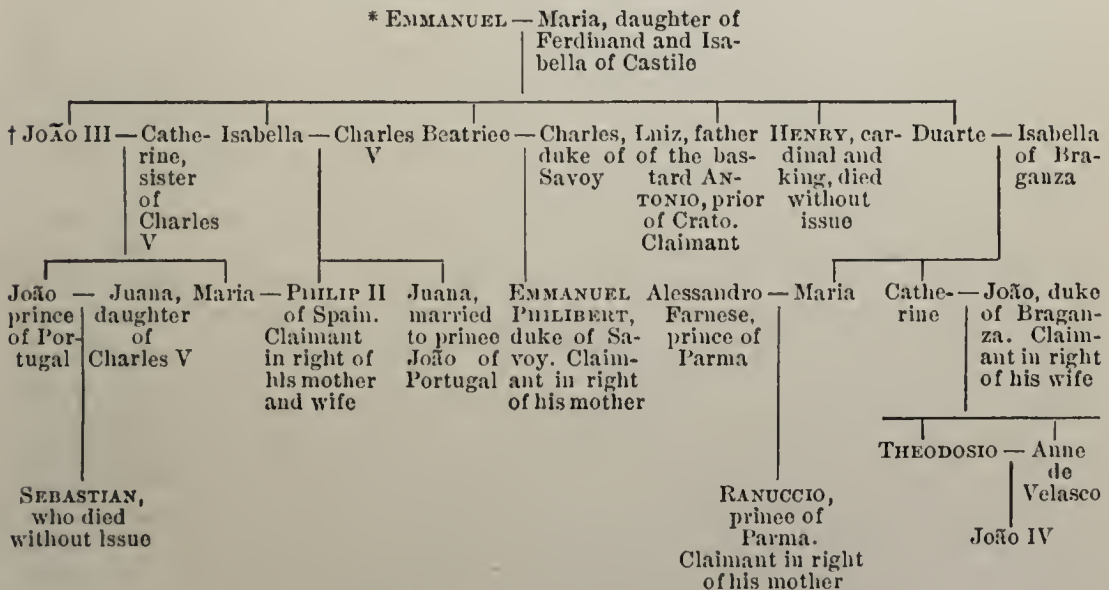 * EMMANUEL — Maria, daughter of
Ferdinand and Isa-
bella of Castile
† JOÃO III — Cathe-
rine,
sister
of
Charles
V
Isabella — Charles
V
Beatrice — Charles,
duke of
Savoy
Luiz, father
of the bas-
tard AN-
TONIO, prior
of Crato.
Claimant
HENRY, car-
dinal and
king, died
without
issue
Duarte — Isabella
of Bra-
ganza
João —
prince
of Por-
tugal
Juana,
daughter
of
Charles V
Maria — PHILIP II
of Spain.
Claimant
in right of
his mother
and wife
Juana,
married
to prince
João of
Portugal
EMMANUEL
PHILIBERT,
duke of Sa-
voy. Claim-
ant in right
of his mother
Alessandro — Maria
Farnese,
prince of
Parma
Cathe- —
rine
João, duke
of Bragan-
za. Claim-
ant in right
of his wife
THEODOSIO — Anne
de
Velasco
SEBASTIAN,
who died
without issue
RANUCCIO,
prince of
Parma.
Claimant in right
of his mother
João IV